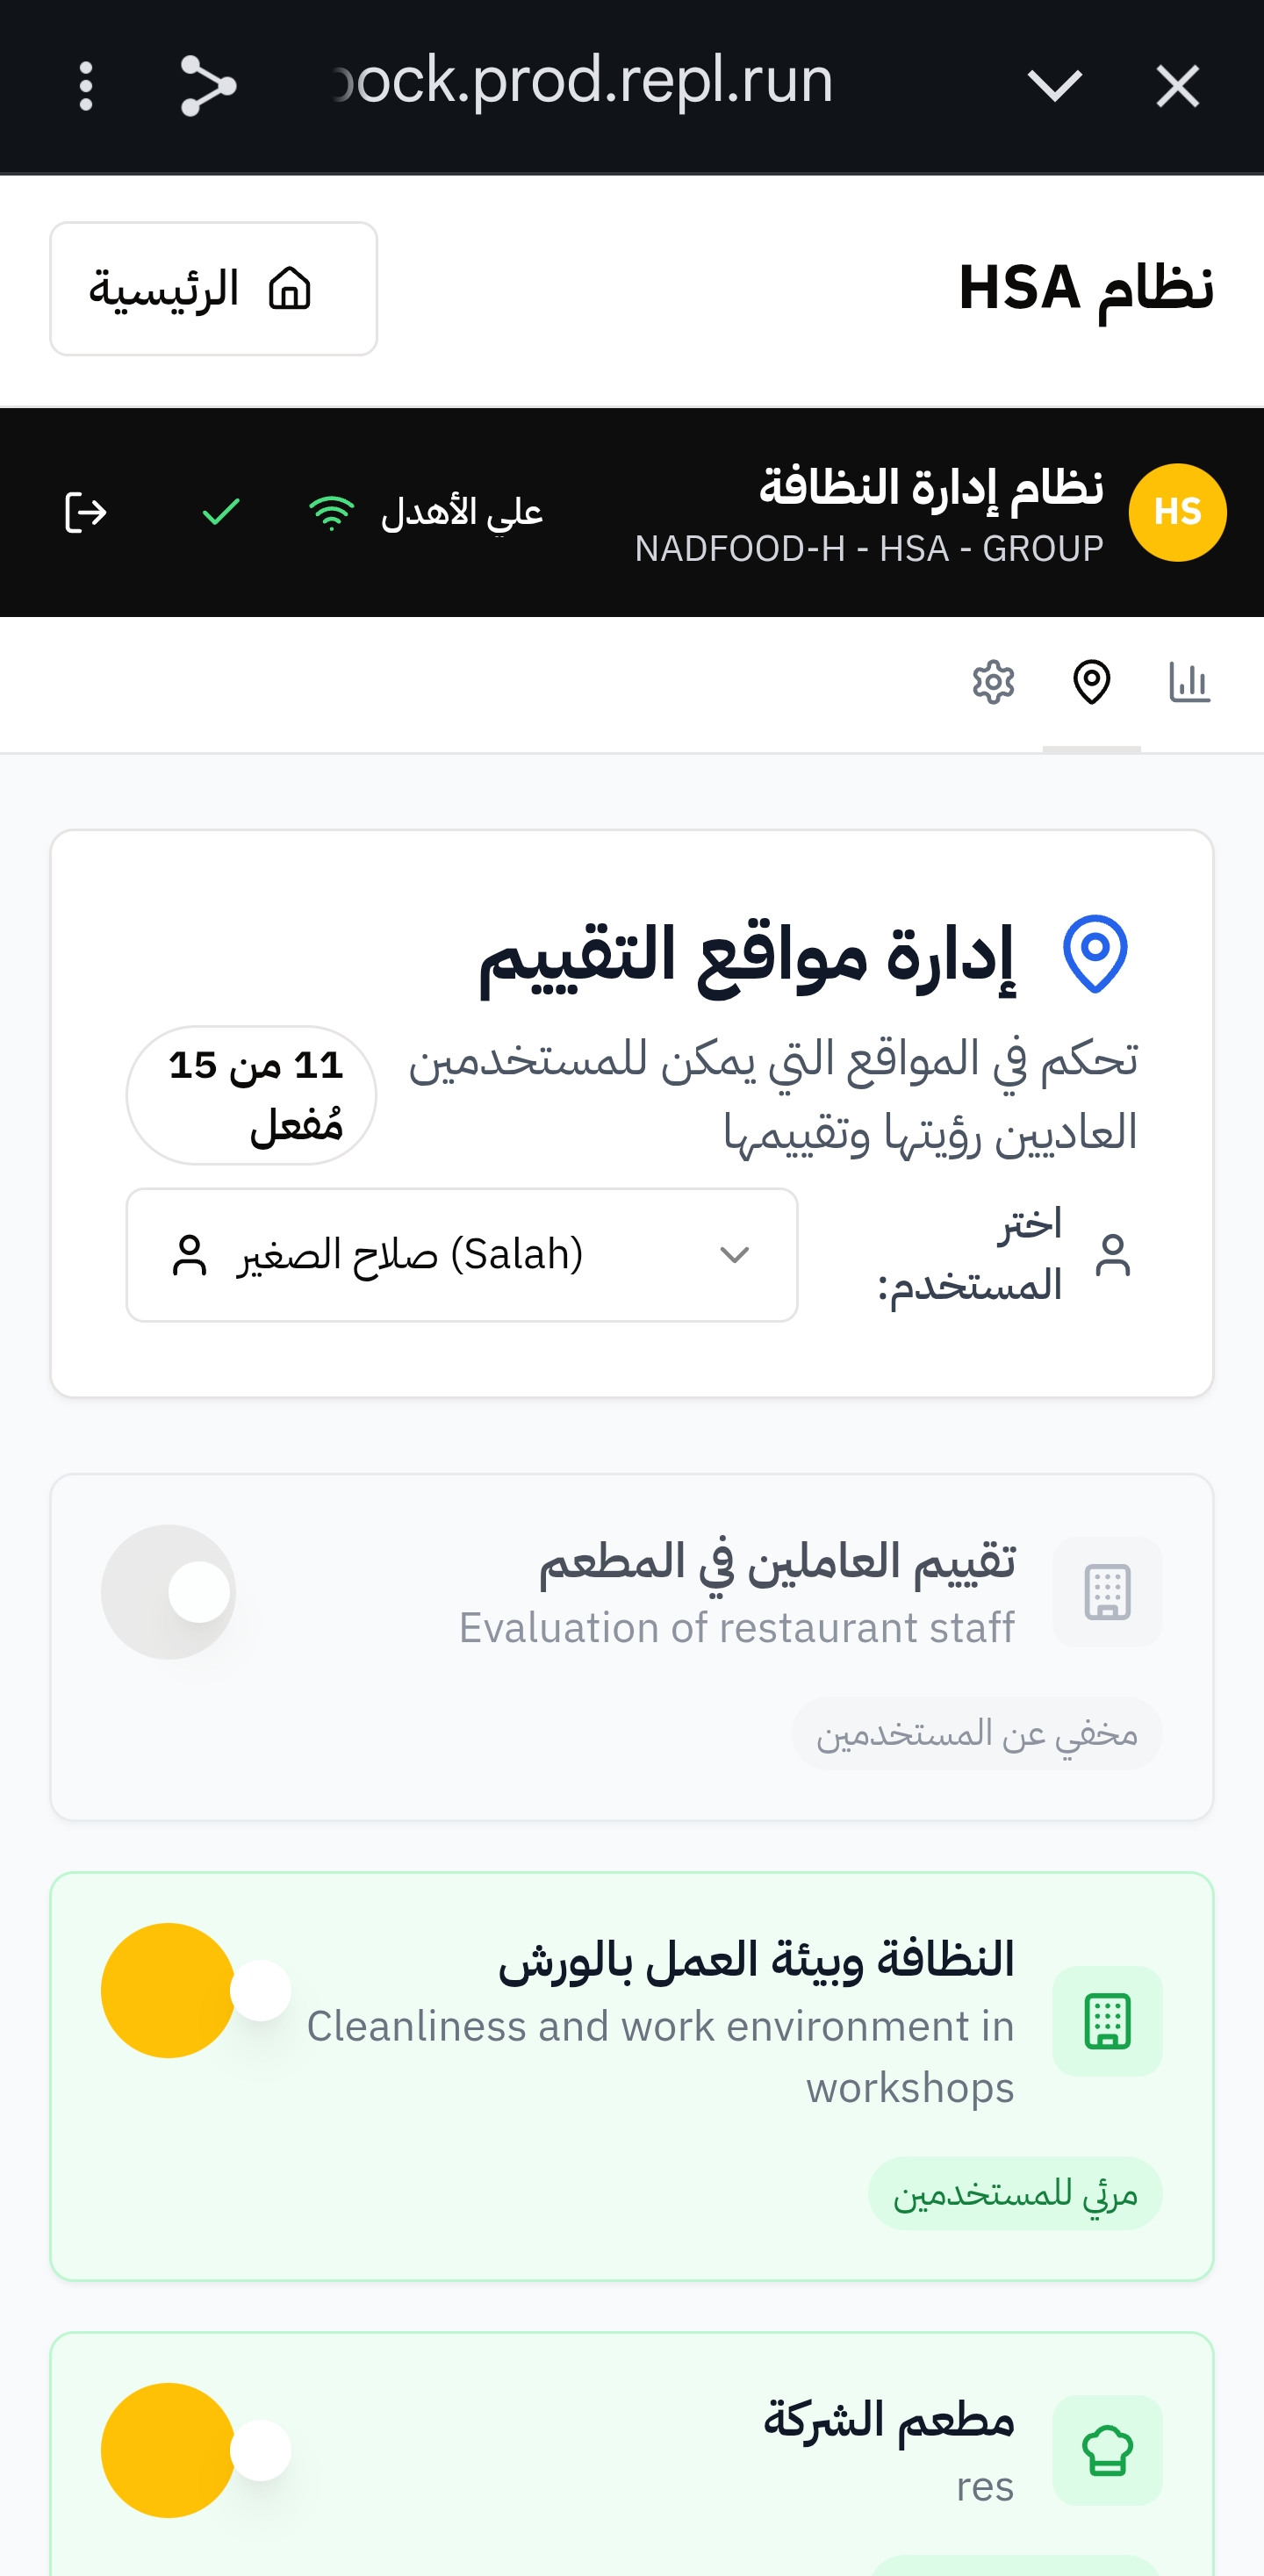 ock.prod.repl.run
نظام HSA
الرئيسية
HS
نظام إدارة النظافة
NADFOOD-H - HSA - GROUP
علي الأهدل
إدارة مواقع التقييم
تحكم في المواقع التي يمكن للمستخدمين
العاديين رؤيتها وتقييمها
11 من 15
مُفعل
اختر
المستخدم:
صلاح الصغير (Salah)
تقييم العاملين في المطعم
Evaluation of restaurant staff
مخفي عن المستخدمين
النظافة وبيئة العمل بالورش
Cleanliness and work environment in
workshops
مرئي للمستخدمين
مطعم الشركة
res